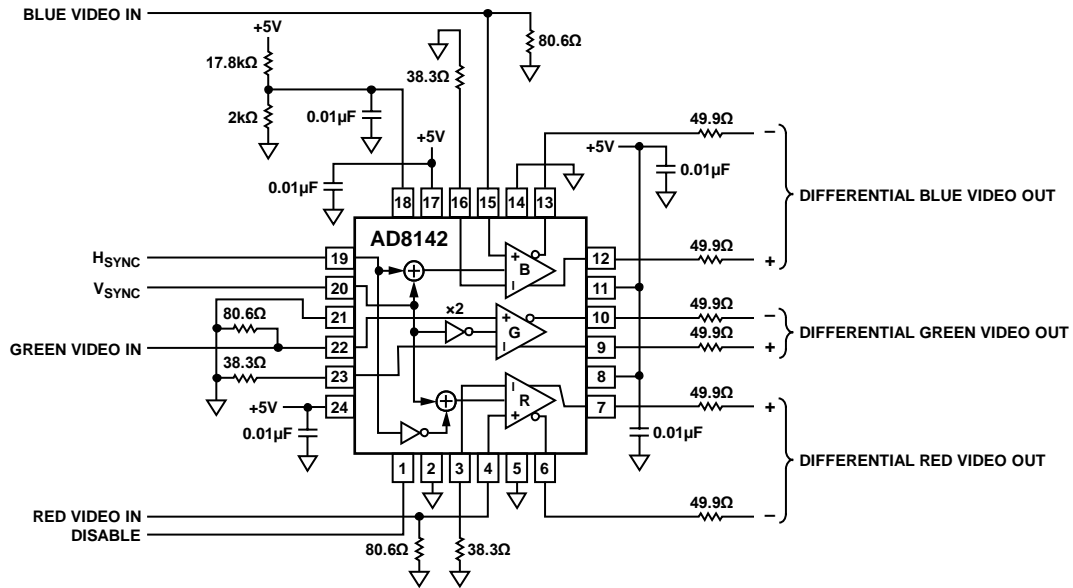 BLUE VIDEO IN
+5V
17.8kΩ
2kΩ
0.01µF
38.3Ω
80.6Ω
+5V
0.01µF
18 17 16 15 14 13
49.9Ω
–
+5V
0.01µF
DIFFERENTIAL BLUE VIDEO OUT
AD8142
HSYNC
19
+ B –
12
49.9Ω
+
VSYNC
20
11
80.6Ω
21
×2
10
49.9Ω
–
DIFFERENTIAL GREEN VIDEO OUT
GREEN VIDEO IN
22
+ G –
9
49.9Ω
+
38.3Ω
23
8
+5V
24
– R +
7
49.9Ω
+
0.01µF
0.01µF
DIFFERENTIAL RED VIDEO OUT
1 2 3 4 5 6
49.9Ω
–
RED VIDEO IN
DISABLE
80.6Ω
38.3Ω